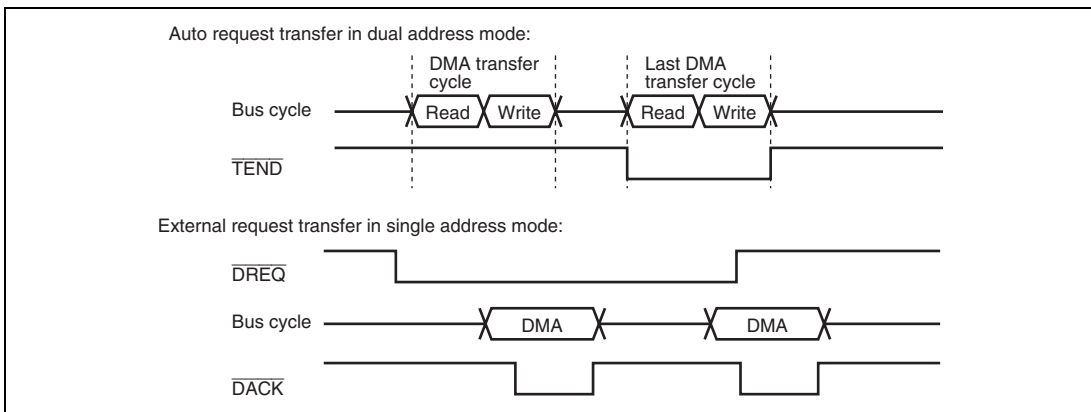 Auto request transfer in dual address mode:
DMA transfer
cycle
Last DMA
transfer cycle
Bus cycle
Read
Write
Read
Write
TEND
External request transfer in single address mode:
DREQ
Bus cycle
DMA
DMA
DACK